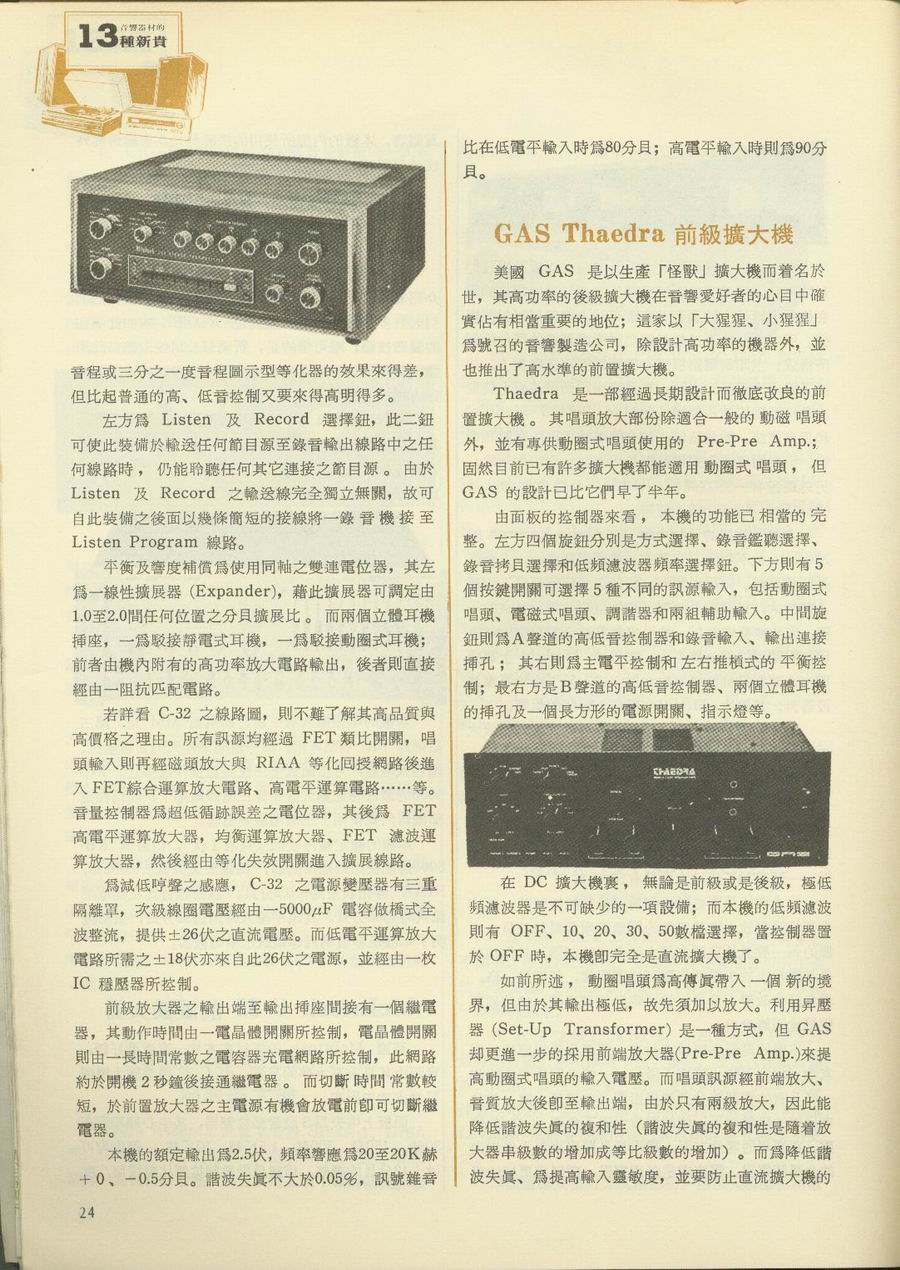 13 音響器材的
種新貴
音程或三分之一度音程圖示型等化器的效果來得差，
但比起普通的高、低音控制又要來得高明得多。
左方爲 Listen 及 Record 選擇鈕，此二鈕
可使此裝備於輸送任何節目源至錄音輸出線路中之任
何線路時，仍能聆聽任何其它連接之節目源。由於
Listen 及 Record 之輸送線完全獨立無關，故可
自此裝備之後面以幾條簡短的接線將一錄音機接至
Listen Program 線路。
平衡及響度補償爲使用同軸之雙連電位器，其左
爲一線性擴展器 (Expander)，藉此擴展器可調定由
1.0至2.0間任何位置之分貝擴展比。而兩個立體耳機
挿座，一爲駁接靜電式耳機，一爲駁接動圈式耳機；
前者由機內附有的高功率放大電路輸出，後者則直接
經由一阻抗匹配電路。
若詳看 C-32 之線路圖，則不難了解其高品質與
高價格之理由。所有訊源均經過 FET 類比開關，唱
頭輸入則再經磁頭放大與 RIAA 等化回授網路後進
入 FET綜合運算放大電路、高電平運算電路……等。
音量控制器爲超低循跡誤差之電位器，其後爲 FET
高電平運算放大器，均衡運算放大器、FET 濾波運
算放大器，然後經由等化失效開關進入擴展線路。
爲減低哼聲之感應，C-32 之電源變壓器有三重
隔離罩，次級線圈電壓經由一5000μF 電容做橋式全
波整流，提供±26伏之直流電壓。而低電平運算放大
電路所需之±18伏亦來自此26伏之電源，並經由一枚
IC 穩壓器所控制。
前級放大器之輸出端至輸出挿座間接有一個繼電
器，其動作時間由一電晶體開關所控制，電晶體開關
則由一長時間常數之電容器充電網路所控制，此網路
約於開機 2 秒鐘後接通繼電器。而切斷時間常數較
短，於前置放大器之主電源有機會放電前卽可切斷繼
電器。
本機的額定輸出爲2.5伏，頻率響應爲20至20K赫
+0、-0.5分貝。諧波失眞不大於0.05%，訊號雜音
比在低電平輸入時爲80分貝；高電平輸入時則爲90分
貝。
GAS Thaedra 前級擴大機
美國 GAS 是以生產「怪獸」擴大機而着名於
世，其高功率的後級擴大機在音響愛好者的心目中確
實佔有相當重要的地位；這家以「大猩猩、小猩猩」
爲號召的音響製造公司，除設計高功率的機器外，並
也推出了高水準的前置擴大機。
Thaedra 是一部經過長期設計而徹底改良的前
置擴大機。其唱頭放大部份除適合一般的動磁唱頭
外，並有專供動圈式唱頭使用的 Pre-Pre Amp.；
固然目前已有許多擴大機都能適用動圈式唱頭，但
GAS 的設計已比它們早了半年。
由面板的控制器來看，本機的功能已相當的完
整。左方四個旋鈕分別是方式選擇、錄音鑑聽選擇、
錄音拷貝選擇和低頻濾波器頻率選擇鈕。下方則有 5
個按鍵開關可選擇 5 種不同的訊源輸入，包括動圈式
唱頭、電磁式唱頭、調諧器和兩組輔助輸入。中間旋
鈕則爲A聲道的高低音控制器和錄音輸入、輸出連接
挿孔；其右則爲主電平控制和左右推槓式的平衡控
制；最右方是B聲道的高低音控制器、兩個立體耳機
的挿孔及一個長方形的電源開關、指示燈等。
THAEDRA
在 DC 擴大機裏，無論是前級或是後級，極低
頻濾波器是不可缺少的一項設備；而本機的低頻濾波
則有 OFF、10、20、30、50數檔選擇，當控制器置
於 OFF 時，本機卽完全是直流擴大機了。
如前所述，動圈唱頭爲高傳眞帶入一個新的境
界，但由於其輸出極低，故先須加以放大。利用昇壓
器 (Set-Up Transformer) 是一種方式，但 GAS
却更進一步的採用前端放大器(Pre-Pre Amp.)來提
高動圈式唱頭的輸入電壓。而唱頭訊源經前端放大、
音質放大後卽至輸出端，由於只有兩級放大，因此能
降低諧波失眞的複和性（諧波失眞的複和性是隨着放
大器串級數的增加成等比級數的增加）。而爲降低諧
波失眞、爲提高輸入靈敏度，並要防止直流擴大機的
24